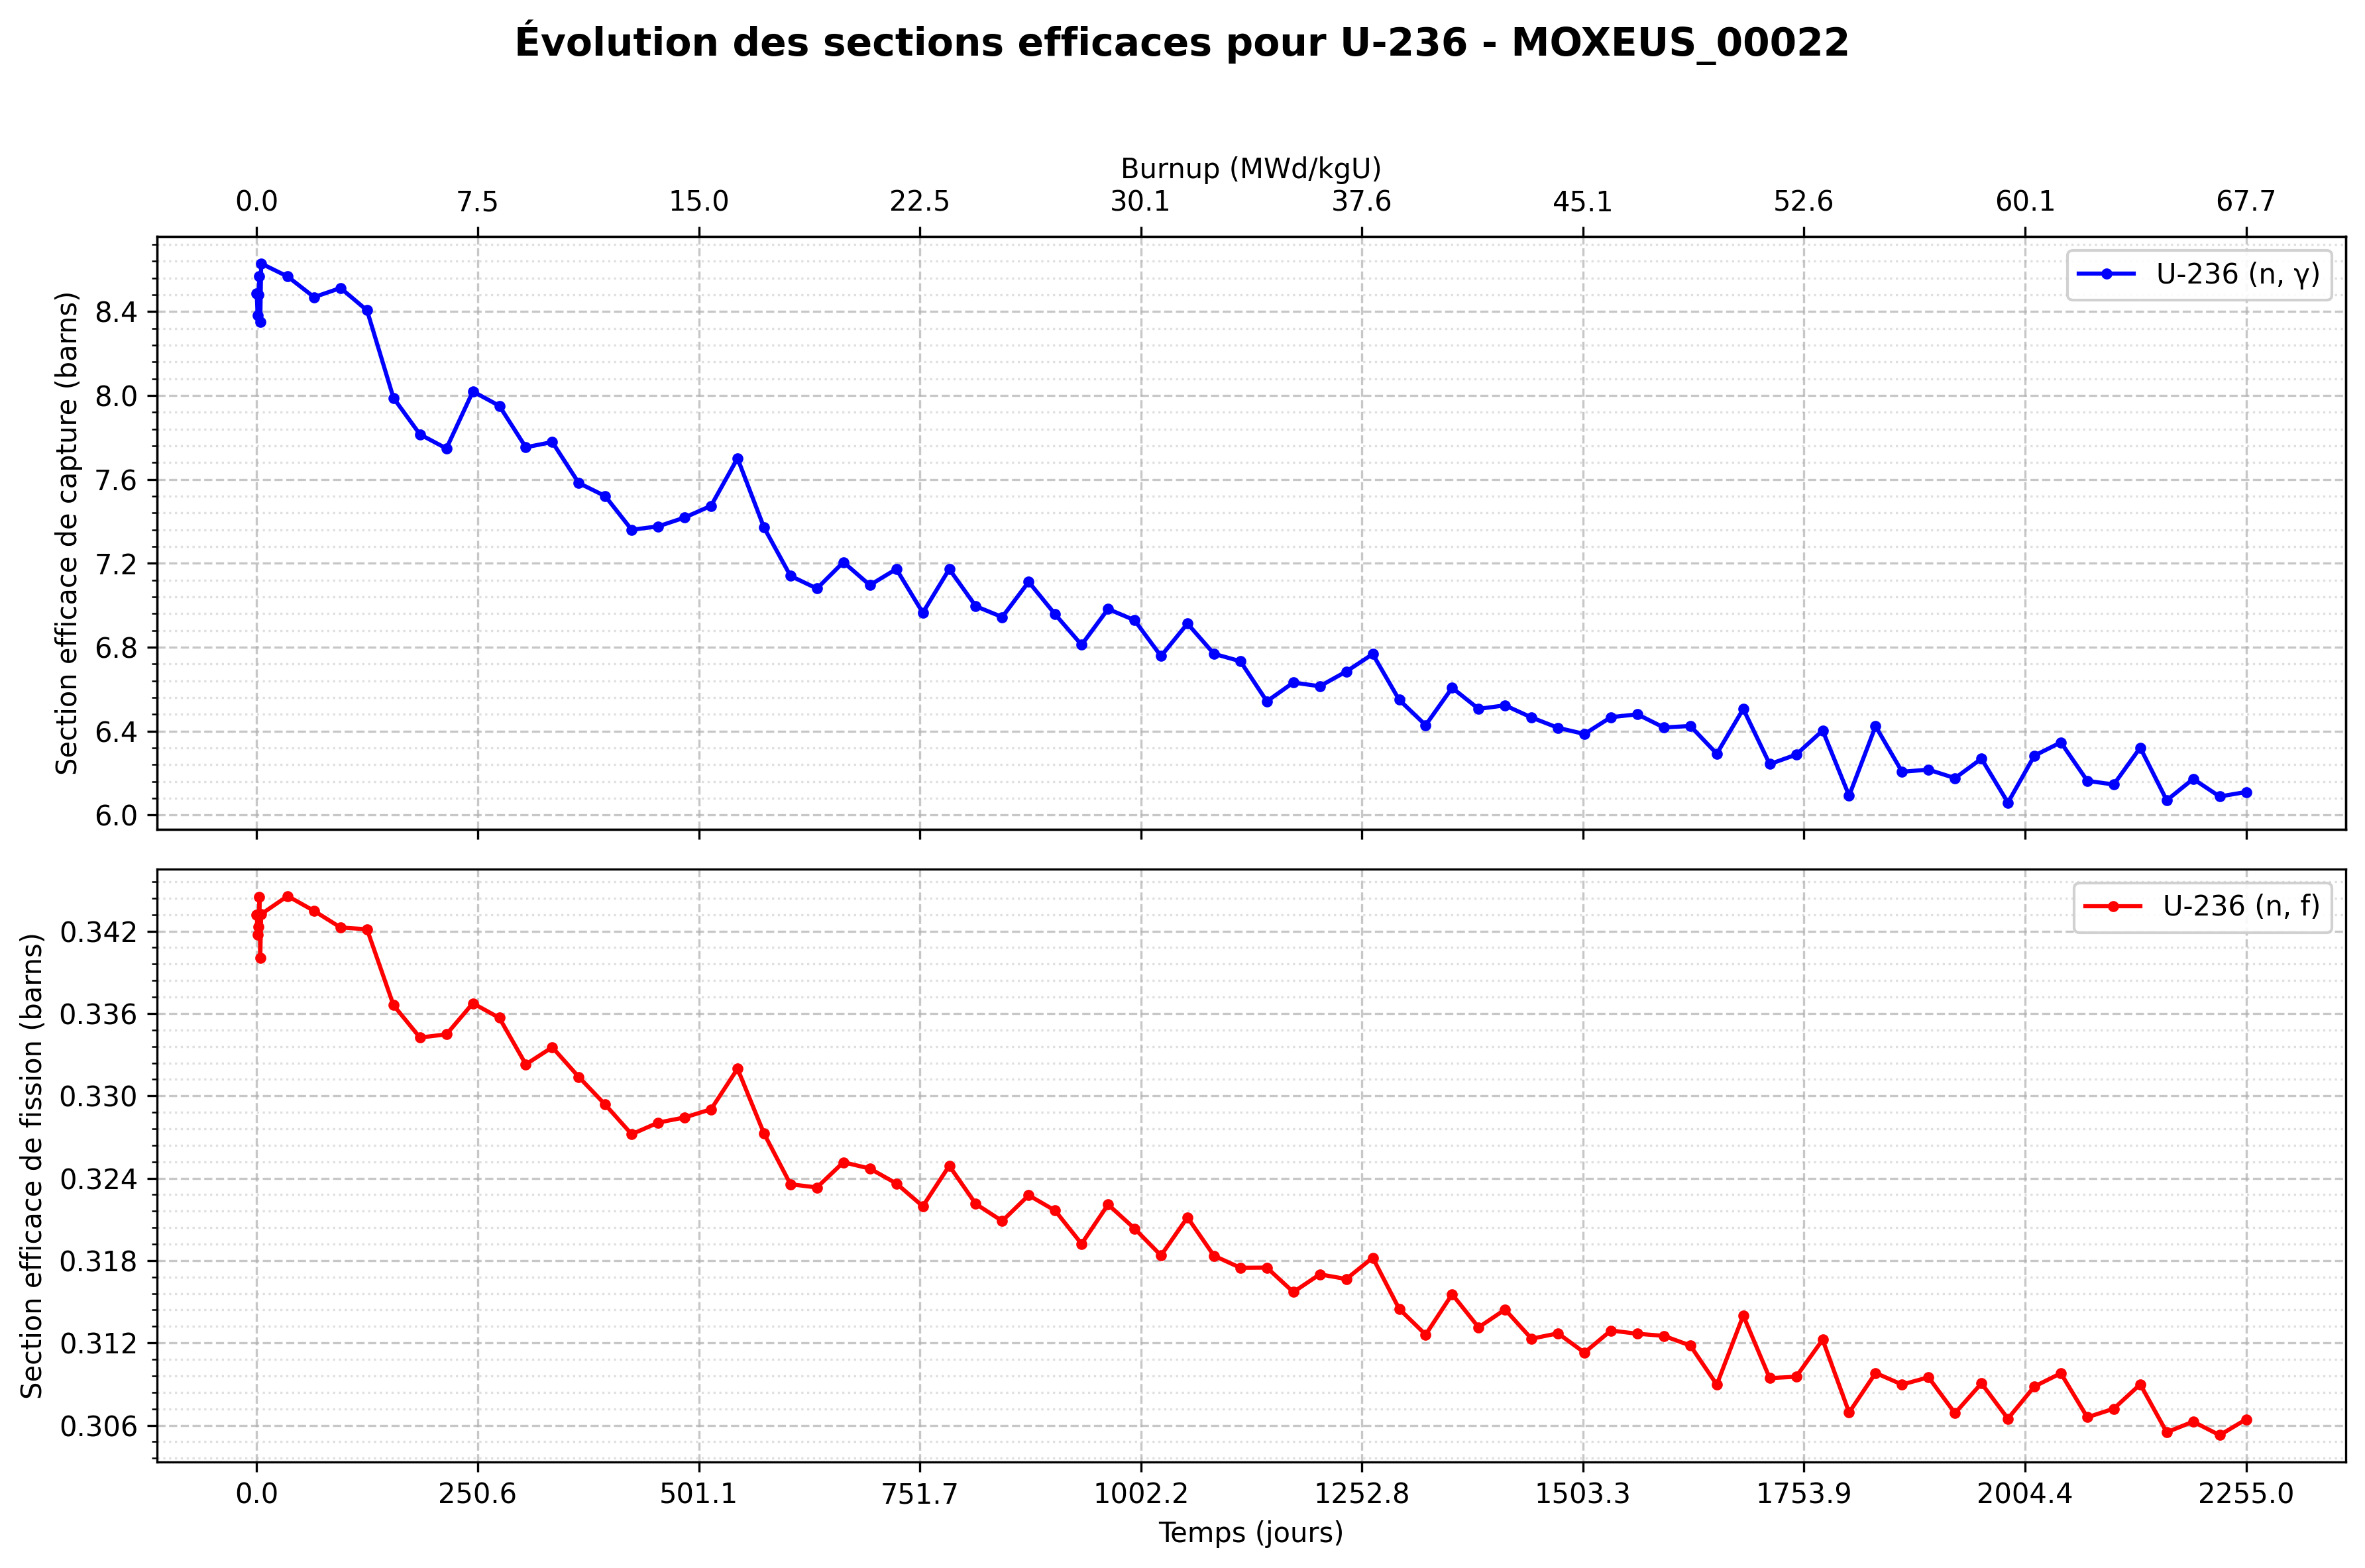 Évolution des sections efficaces pour U-236 - MOXEUS_00022
Burnup (MWd/kgU)
0.0 7.5 15.0 22.5 30.1 37.6 45.1 52.6 60.1 67.7
Section efficace de capture (barns)
8.4
8.0
7.6
7.2
6.8
6.4
6.0
U-236 (n, γ)
Section efficace de fission (barns)
0.342
0.336
0.330
0.324
0.318
0.312
0.306
U-236 (n, f)
0.0 250.6 501.1 751.7 1002.2 1252.8 1503.3 1753.9 2004.4 2255.0
Temps (jours)